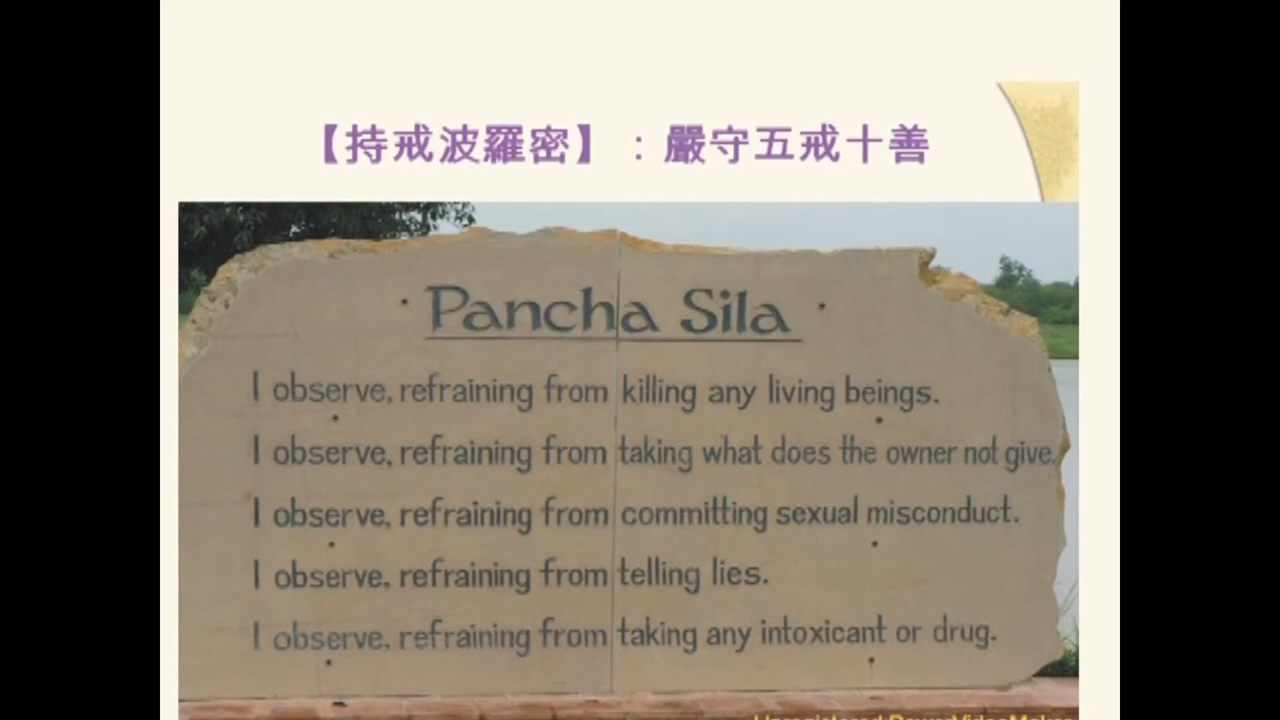 【持戒波羅密】：嚴守五戒十善
Pancha Sila
I observe, refraining from killing any living beings.
I observe, refraining from taking what does the owner not give.
I observe, refraining from committing sexual misconduct.
I observe, refraining from telling lies.
I observe, refraining from taking any intoxicant or drug.